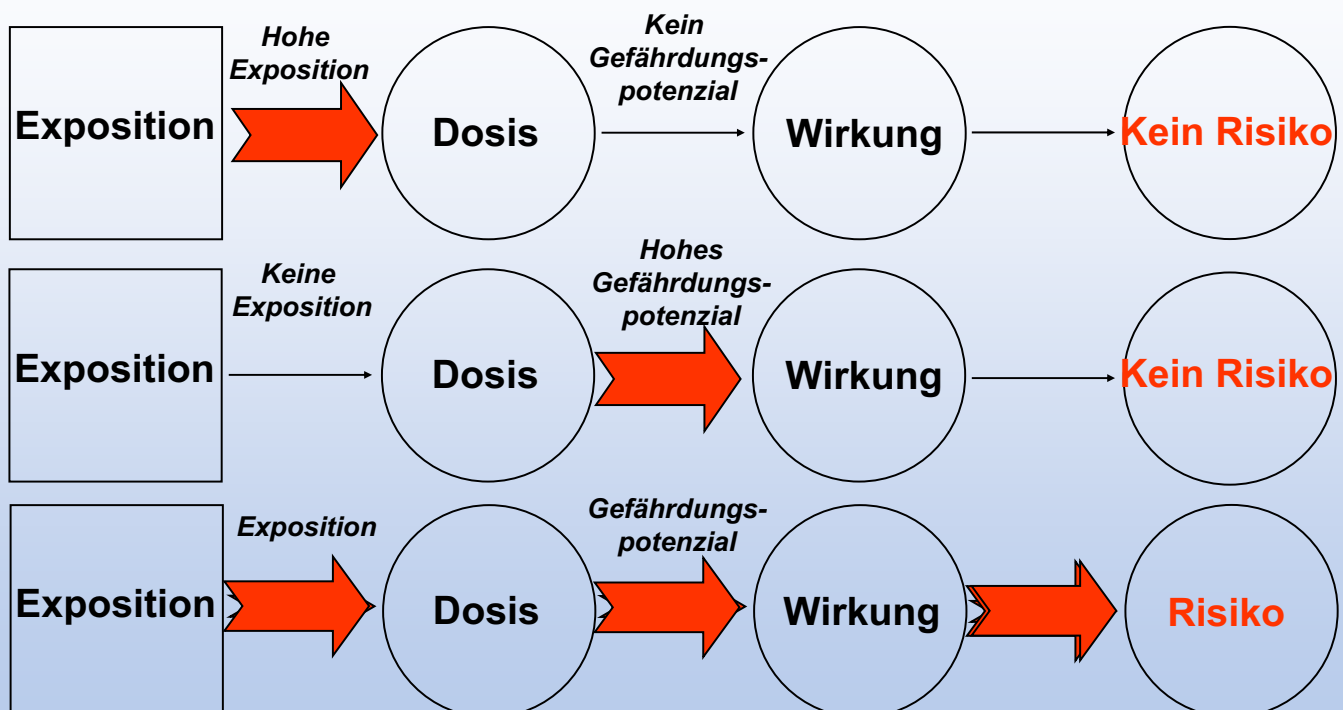 Hohe
Exposition
Kein
Gefährdungs-
potenzial
Exposition
Dosis
Wirkung
Kein Risiko
Keine
Exposition
Hohes
Gefährdungs-
potenzial
Exposition
Dosis
Wirkung
Kein Risiko
Exposition
Gefährdungs-
potenzial
Exposition
Dosis
Wirkung
Risiko